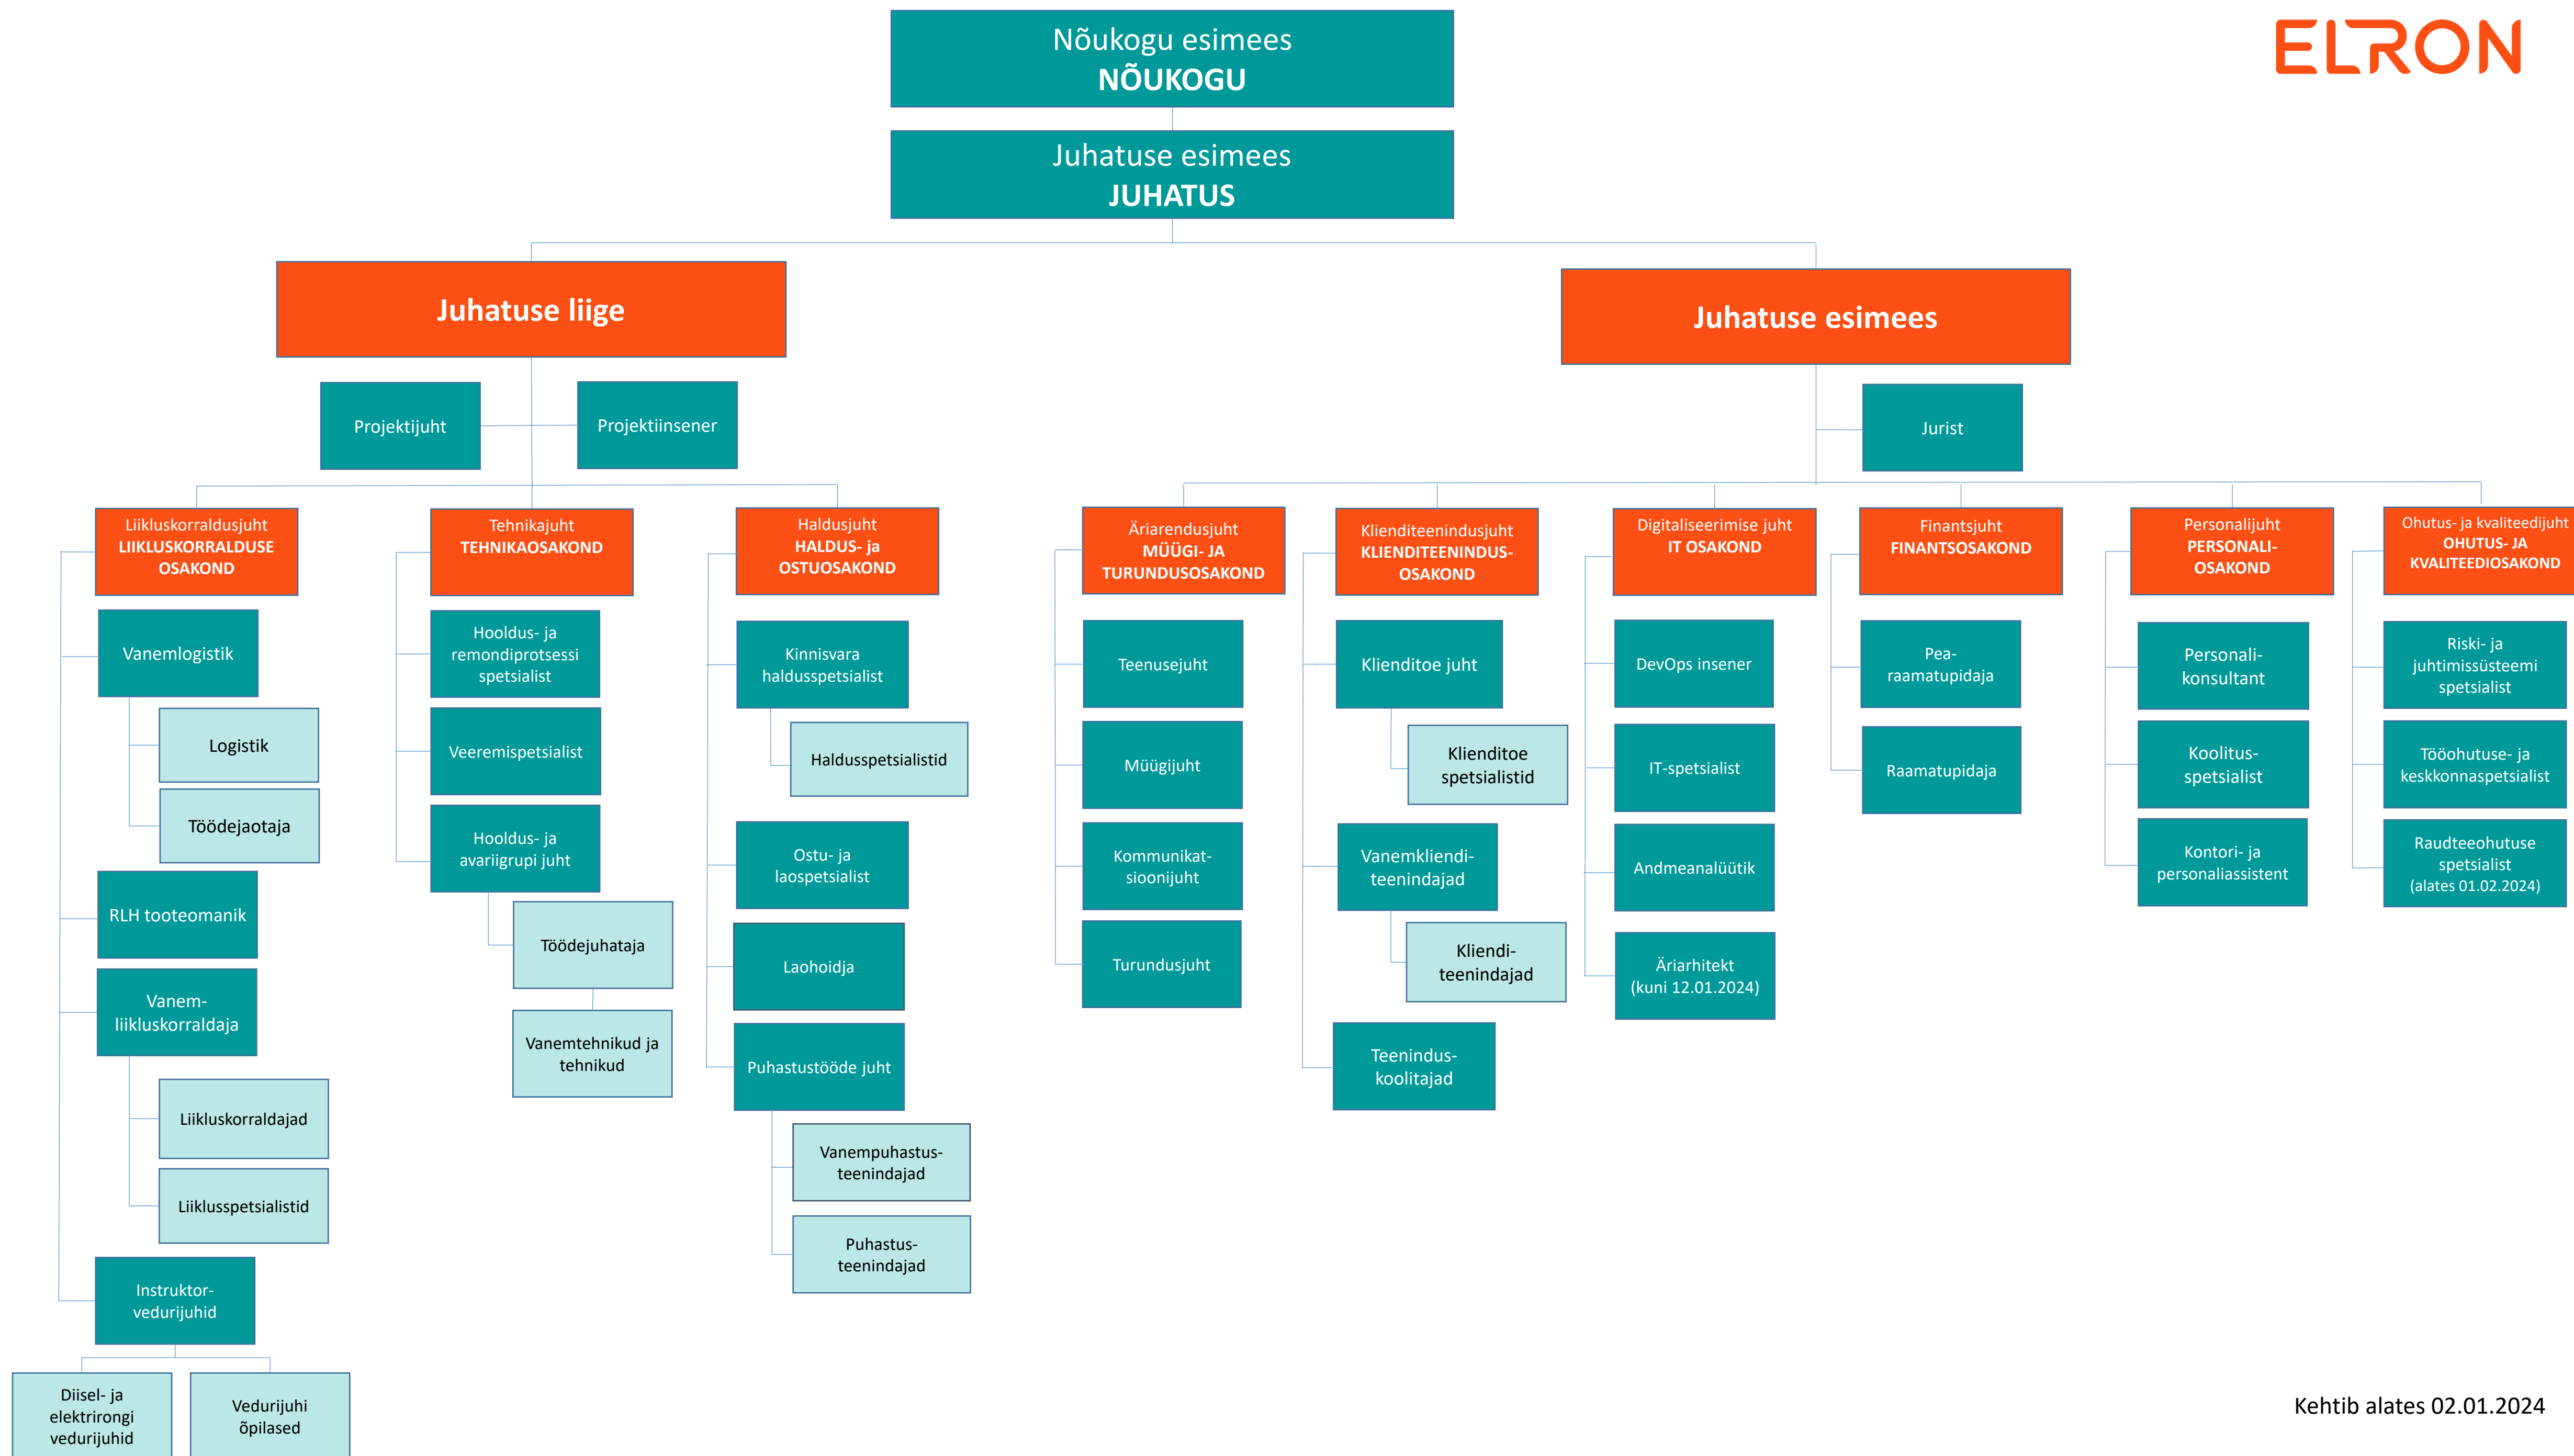 ELRON
Nõukogu esimees
NÕUKOGU
Juhatuse esimees
JUHATUS
Juhatuse liige
Juhatuse esimees
Projektijuht
Projektiinsener
Jurist
Liikluskorraldusjuht
LIIKLUSKORRALDUSE
OSAKOND
Vanemlogistik
Logistik
Töödejaotaja
RLH tooteomanik
Vanem-
liikluskorraldaja
Liikluskorraldajad
Liiklusspetsialistid
Instruktor-
vedurijuhid
Diisel- ja
elektrirongi
vedurijuhid
Vedurijuhi
õpilased
Tehnikajuht
TEHNIKAOSAKOND
Hooldus- ja
remondiprotsessi
spetsialist
Veeremispetsialist
Hooldus- ja
avariigrupi juht
Töödejuhataja
Vanemtehnikud ja
tehnikud
Haldusjuht
HALDUS- ja
OSTUOSAKOND
Kinnisvara
haldusspetsialist
Haldusspetsialistid
Ostu- ja
laospetsialist
Laohoidja
Puhastustööde juht
Vanempuhastus-
teenindajad
Puhastus-
teenindajad
Äriarendusjuht
MÜÜGI- JA
TURUNDUSOSAKOND
Teenusejuht
Müügijuht
Kommunikat-
sioonijuht
Turundusjuht
Klienditeenindusjuht
KLIENDITEENINDUS-
OSAKOND
Klienditoe juht
Klienditoe
spetsialistid
Vanemkliendi-
teenindajad
Kliendi-
teenindajad
Teenindus-
koolitajad
Digitaliseerimise juht
IT OSAKOND
DevOps insener
IT-spetsialist
Andmeanalüütik
Äriarhitekt
(kuni 12.01.2024)
Finantsjuht
FINANTSOSAKOND
Pea-
raamatupidaja
Raamatupidaja
Personalijuht
PERSONALI-
OSAKOND
Personali-
konsultant
Koolitus-
spetsialist
Kontori- ja
personaliassistent
Ohutus- ja kvaliteedijuht
OHUTUS- JA
KVALITEEDIOSAKOND
Riski- ja
juhtimissüsteemi
spetsialist
Tööohutuse- ja
keskkonnaspetsialist
Raudteeohutuse
spetsialist
(alates 01.02.2024)
Kehtib alates 02.01.2024